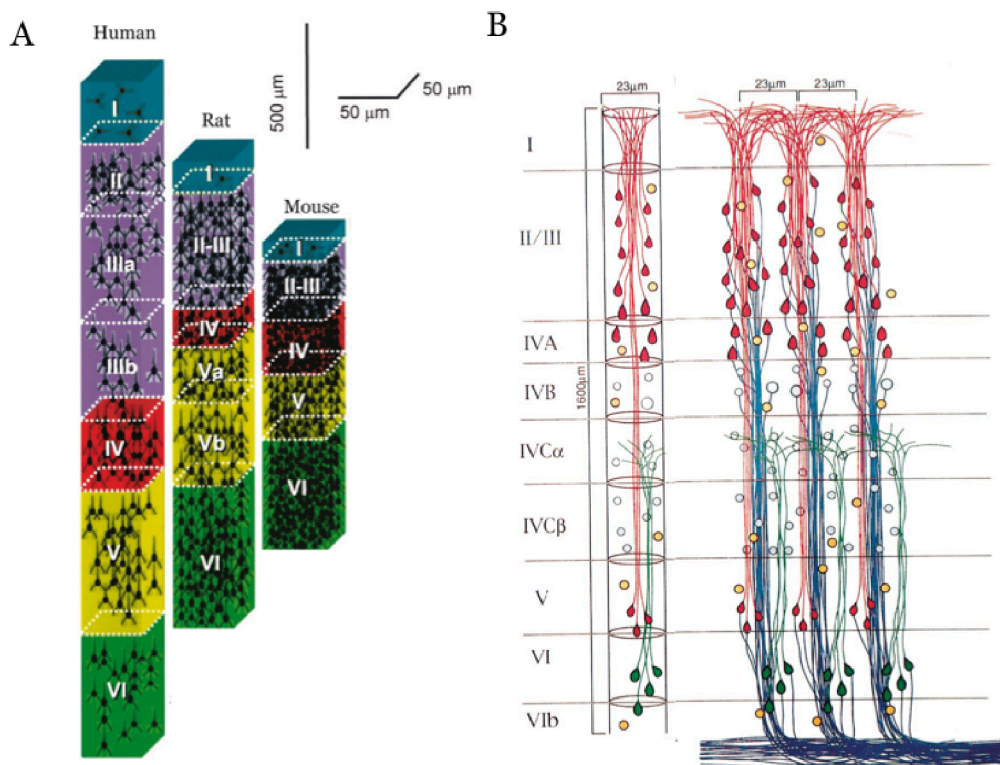 A
Human
I
II
IIIa
IIIb
IV
V
VI
Rat
I
II-III
IV
Va
Vb
VI
Mouse
I
II-III
IV
V
VI
500 μm
50 μm
50 μm
B
23μm
23μm
23μm
1600μm
I
II/III
IVA
IVB
IVCα
IVCβ
V
VI
VIb